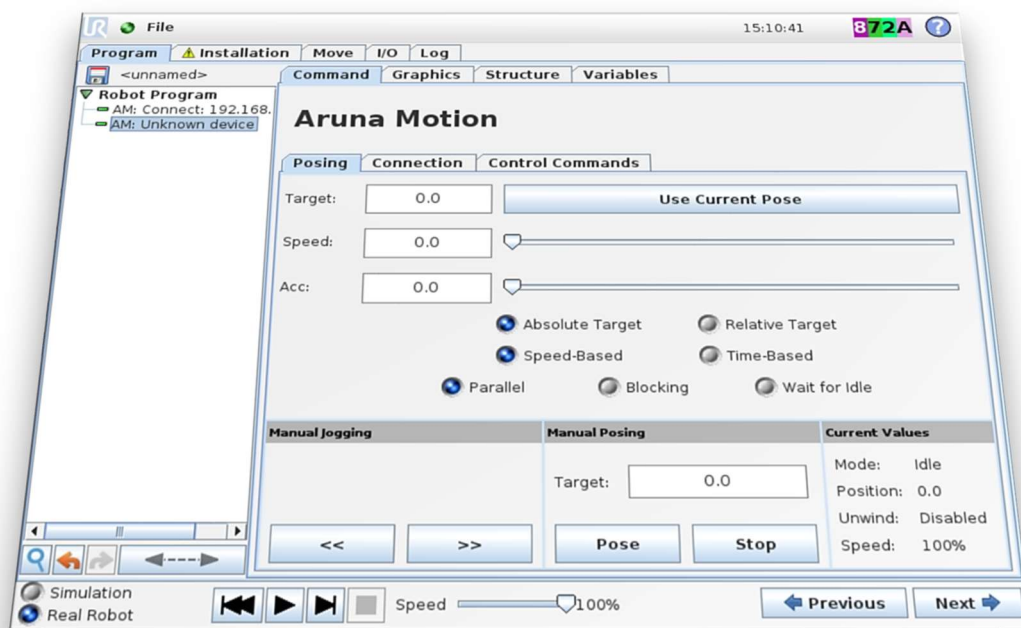 UR File 15:10:41 872A ?
Program Installation Move I/O Log
<unnamed> Command Graphics Structure Variables
Robot Program
AM: Connect: 192.168.
AM: Unknown device
Aruna Motion
Posing Connection Control Commands
Target: 0.0 Use Current Pose
Speed: 0.0
Acc: 0.0
Absolute Target Relative Target
Speed-Based Time-Based
Parallel Blocking Wait for Idle
Manual Jogging Manual Posing Current Values
Mode: Idle
Target: 0.0
Position: 0.0
Unwind: Disabled
<< >> Pose Stop Speed: 100%
Simulation
Real Robot
Speed 100% Previous Next